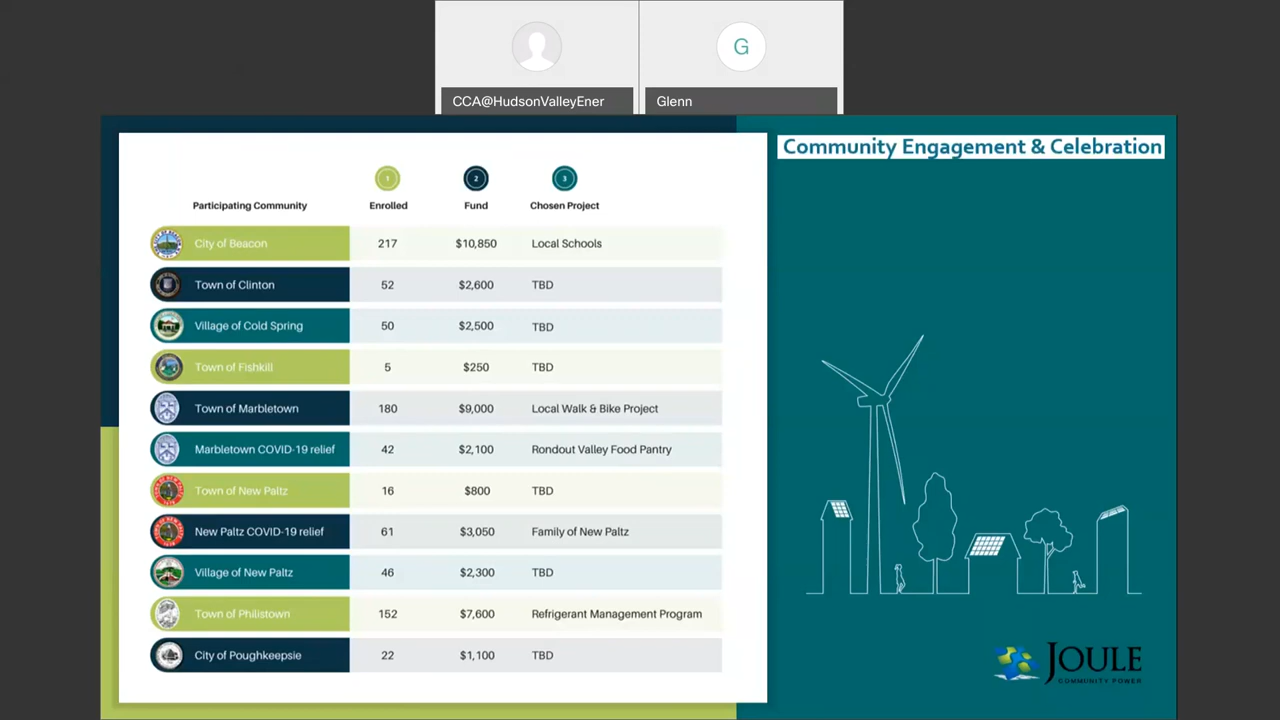 G
CCA@HudsonValleyEner
Glenn
Community Engagement & Celebration
1 2 3
Participating Community Enrolled Fund Chosen Project
City of Beacon 217 $10,850 Local Schools
Town of Clinton 52 $2,600 TBD
Village of Cold Spring 50 $2,500 TBD
Town of Fishkill 5 $250 TBD
Town of Marbletown 180 $9,000 Local Walk & Bike Project
Marbletown COVID-19 relief 42 $2,100 Rondout Valley Food Pantry
Town of New Paltz 16 $800 TBD
New Paltz COVID-19 relief 61 $3,050 Family of New Paltz
Village of New Paltz 46 $2,300 TBD
Town of Philistown 152 $7,600 Refrigerant Management Program
City of Poughkeepsie 22 $1,100 TBD
JOULE
COMMUNITY POWER